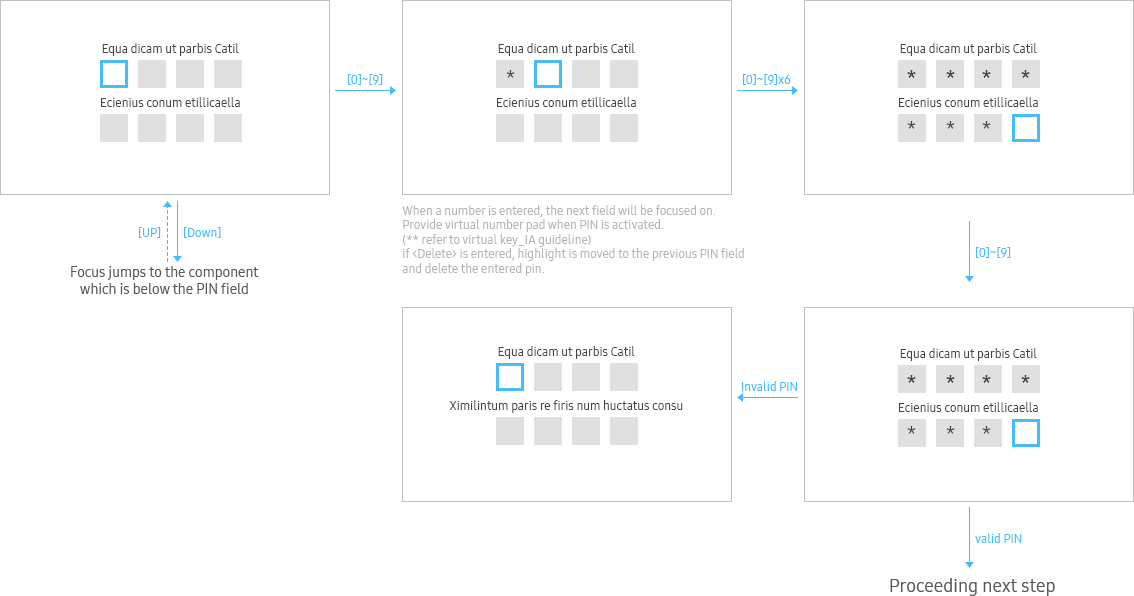 Equa dicam ut parbis Catil
Ecienius conum etillicaella
[0]~[9]
Equa dicam ut parbis Catil
*
Ecienius conum etillicaella
[0]~[9]x6
Equa dicam ut parbis Catil
* * * *
Ecienius conum etillicaella
* * *
[UP] [Down]
Focus jumps to the component
which is below the PIN field
When a number is entered, the next field will be focused on.
Provide virtual number pad when PIN is activated.
(** refer to virtual key_IA guideline)
if <Delete> is entered, highlight is moved to the previous PIN field
and delete the entered pin.
[0]~[9]
Equa dicam ut parbis Catil
* * * *
Ecienius conum etillicaella
* * *
Invalid PIN
Equa dicam ut parbis Catil
Ximilintum paris re firis num huctatus consu
valid PIN
Proceeding next step